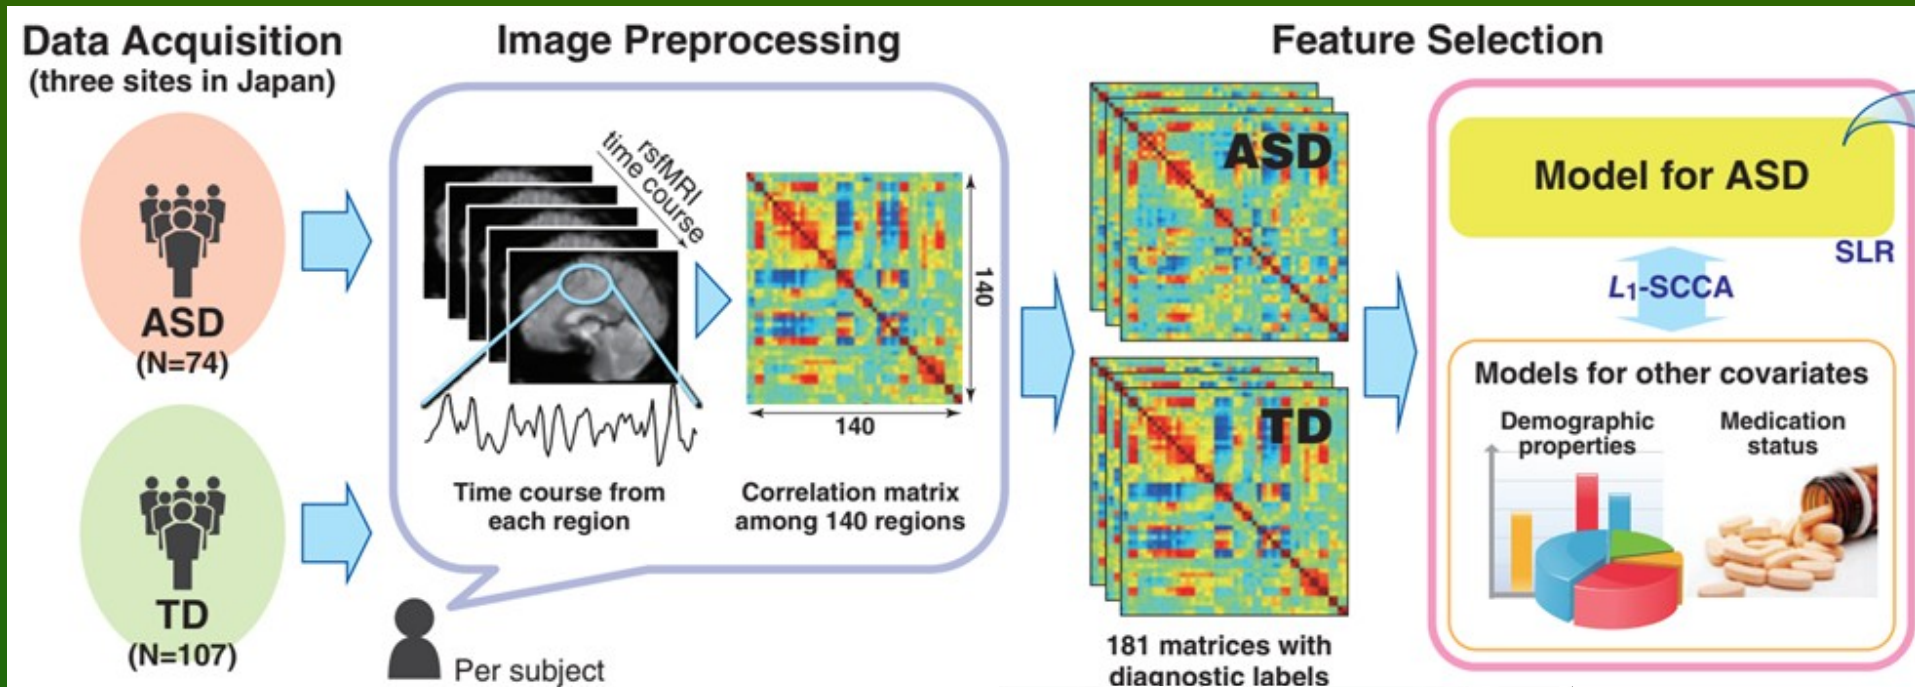 Data Acquisition
(three sites in Japan)
ASD
(N=74)
TD
(N=107)
Image Preprocessing
rsfMRI
time course
140
140
Time course from
each region
Correlation matrix
among 140 regions
Per subject
Feature Selection
ASD
TD
181 matrices with
diagnostic labels
Model for ASD
SLR
L1-SCCA
Models for other covariates
Demographic
properties
Medication
status